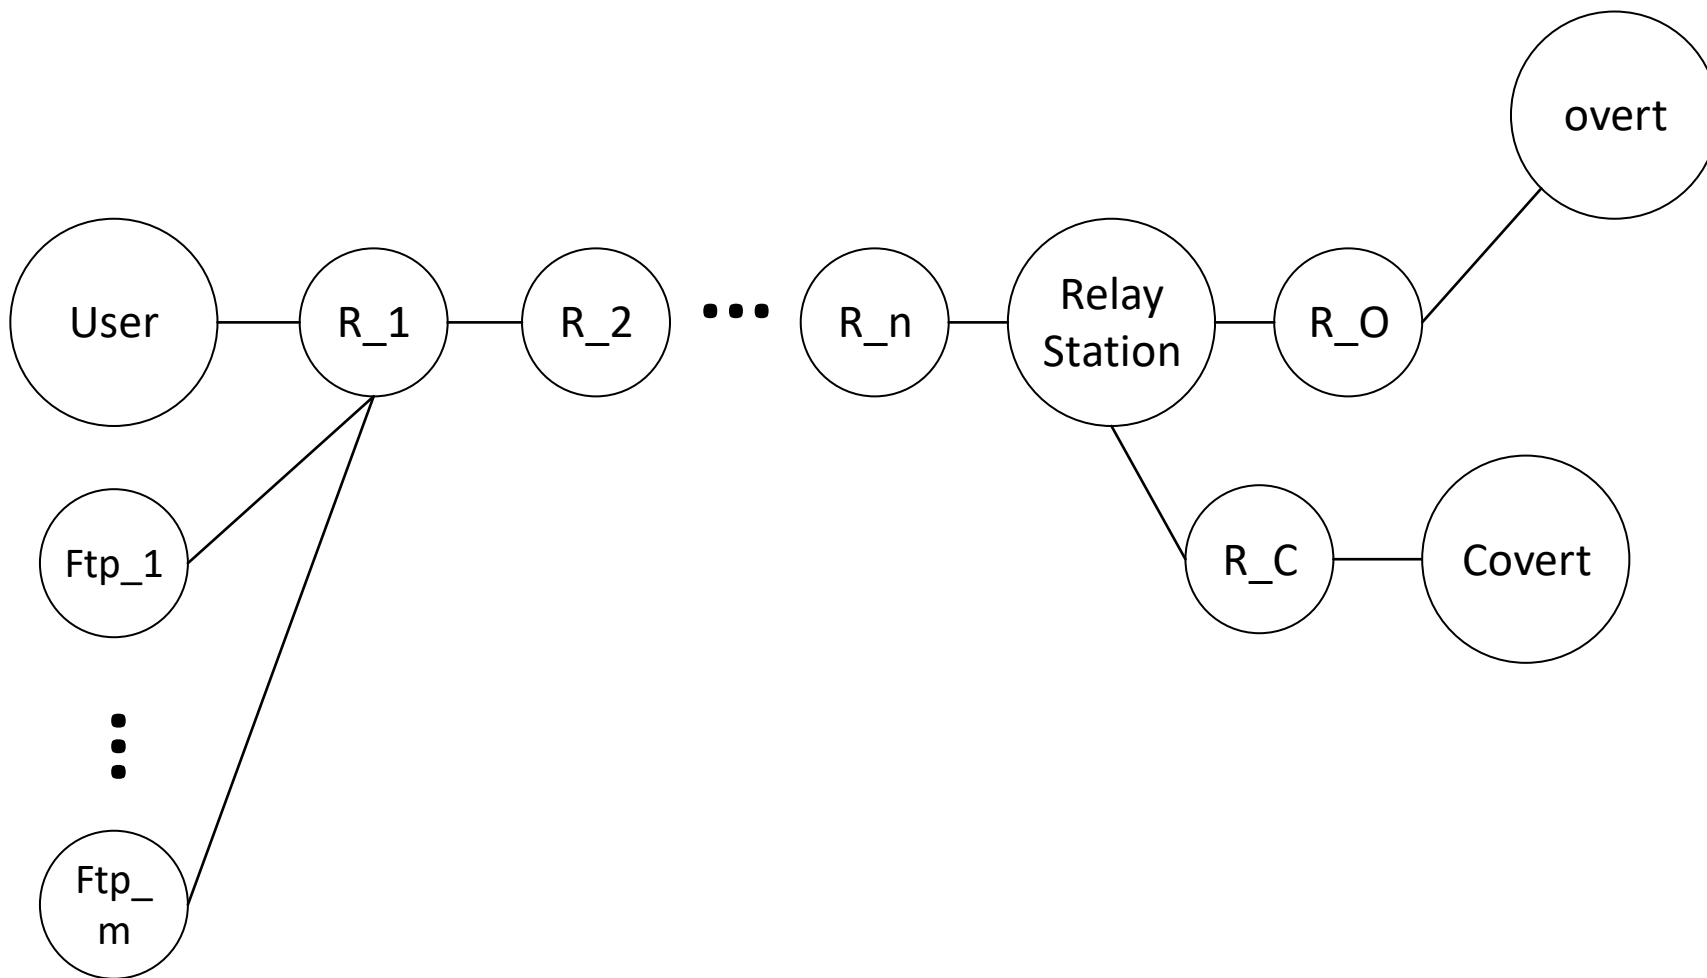 overt
User
R_1
R_2
R_n
Relay
Station
R_O
Ftp_1
R_C
Covert
Ftp_
m